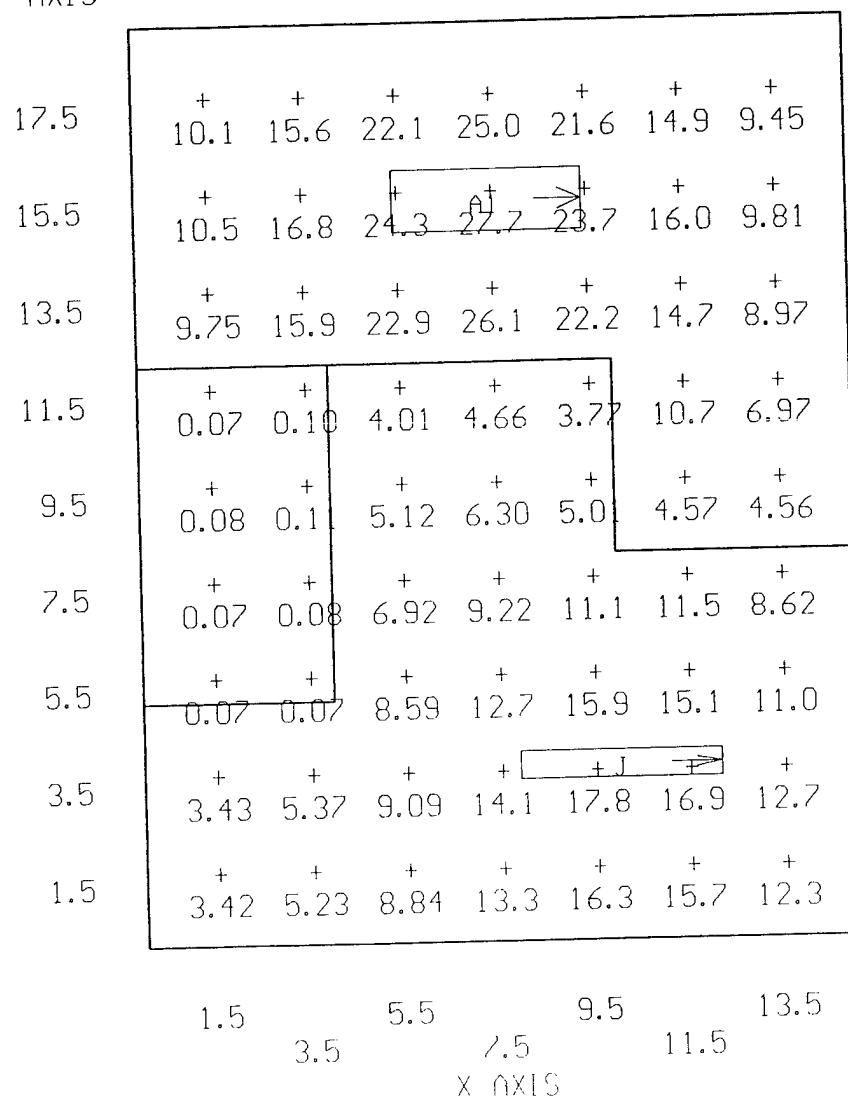 AXIS
17.5 10.1 15.6 22.1 25.0 21.6 14.9 9.45
AJ
15.5 10.5 16.8 24.3 27.7 23.7 16.0 9.81
13.5 9.75 15.9 22.9 26.1 22.2 14.7 8.97
11.5 0.07 0.10 4.01 4.66 3.77 10.7 6.97
9.5 0.08 0.11 5.12 6.30 5.01 4.57 4.56
7.5 0.07 0.08 6.92 9.22 11.1 11.5 8.62
5.5 0.07 0.07 8.59 12.7 15.9 15.1 11.0
J
3.5 3.43 5.37 9.09 14.1 17.8 16.9 12.7
1.5 3.42 5.23 8.84 13.3 16.3 15.7 12.3
1.5 5.5 9.5 13.5
3.5 7.5 11.5
X AXIS